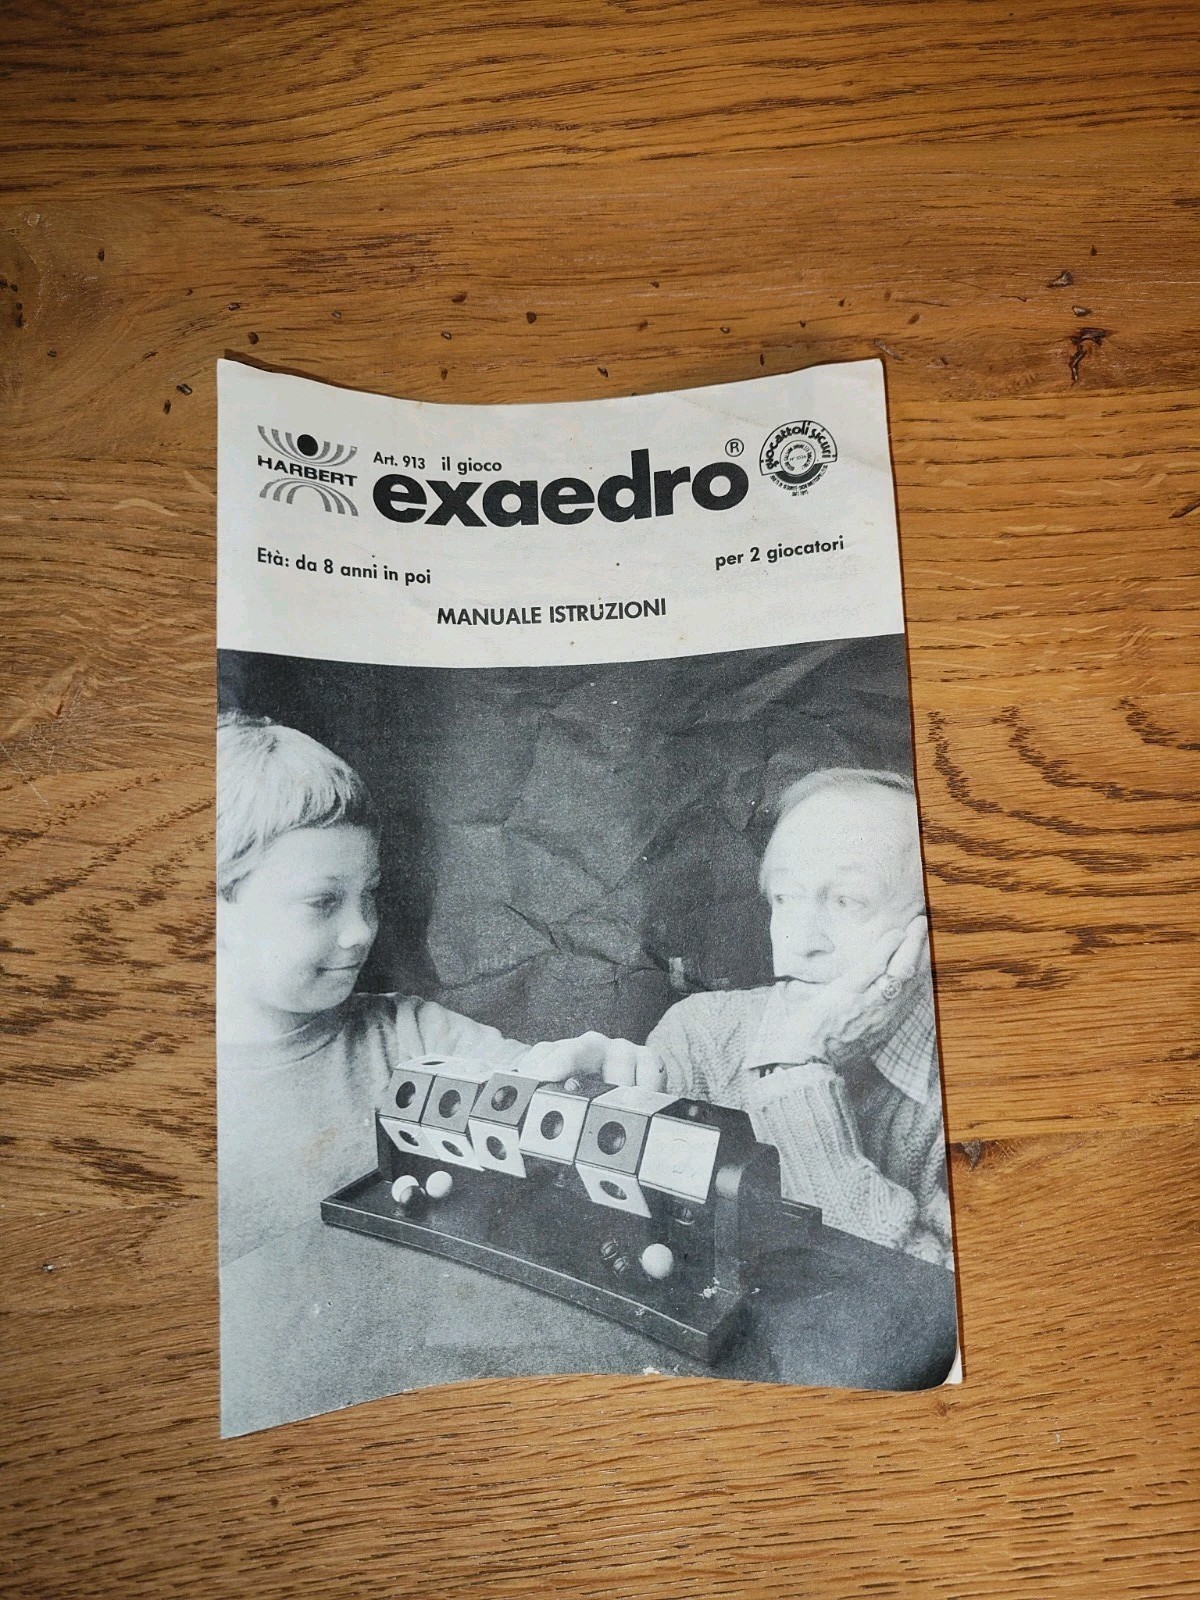 HARBERT
Art. 913 il gioco
exaedro®
giocattoli sicuri
Età: da 8 anni in poi
per 2 giocatori
MANUALE ISTRUZIONI